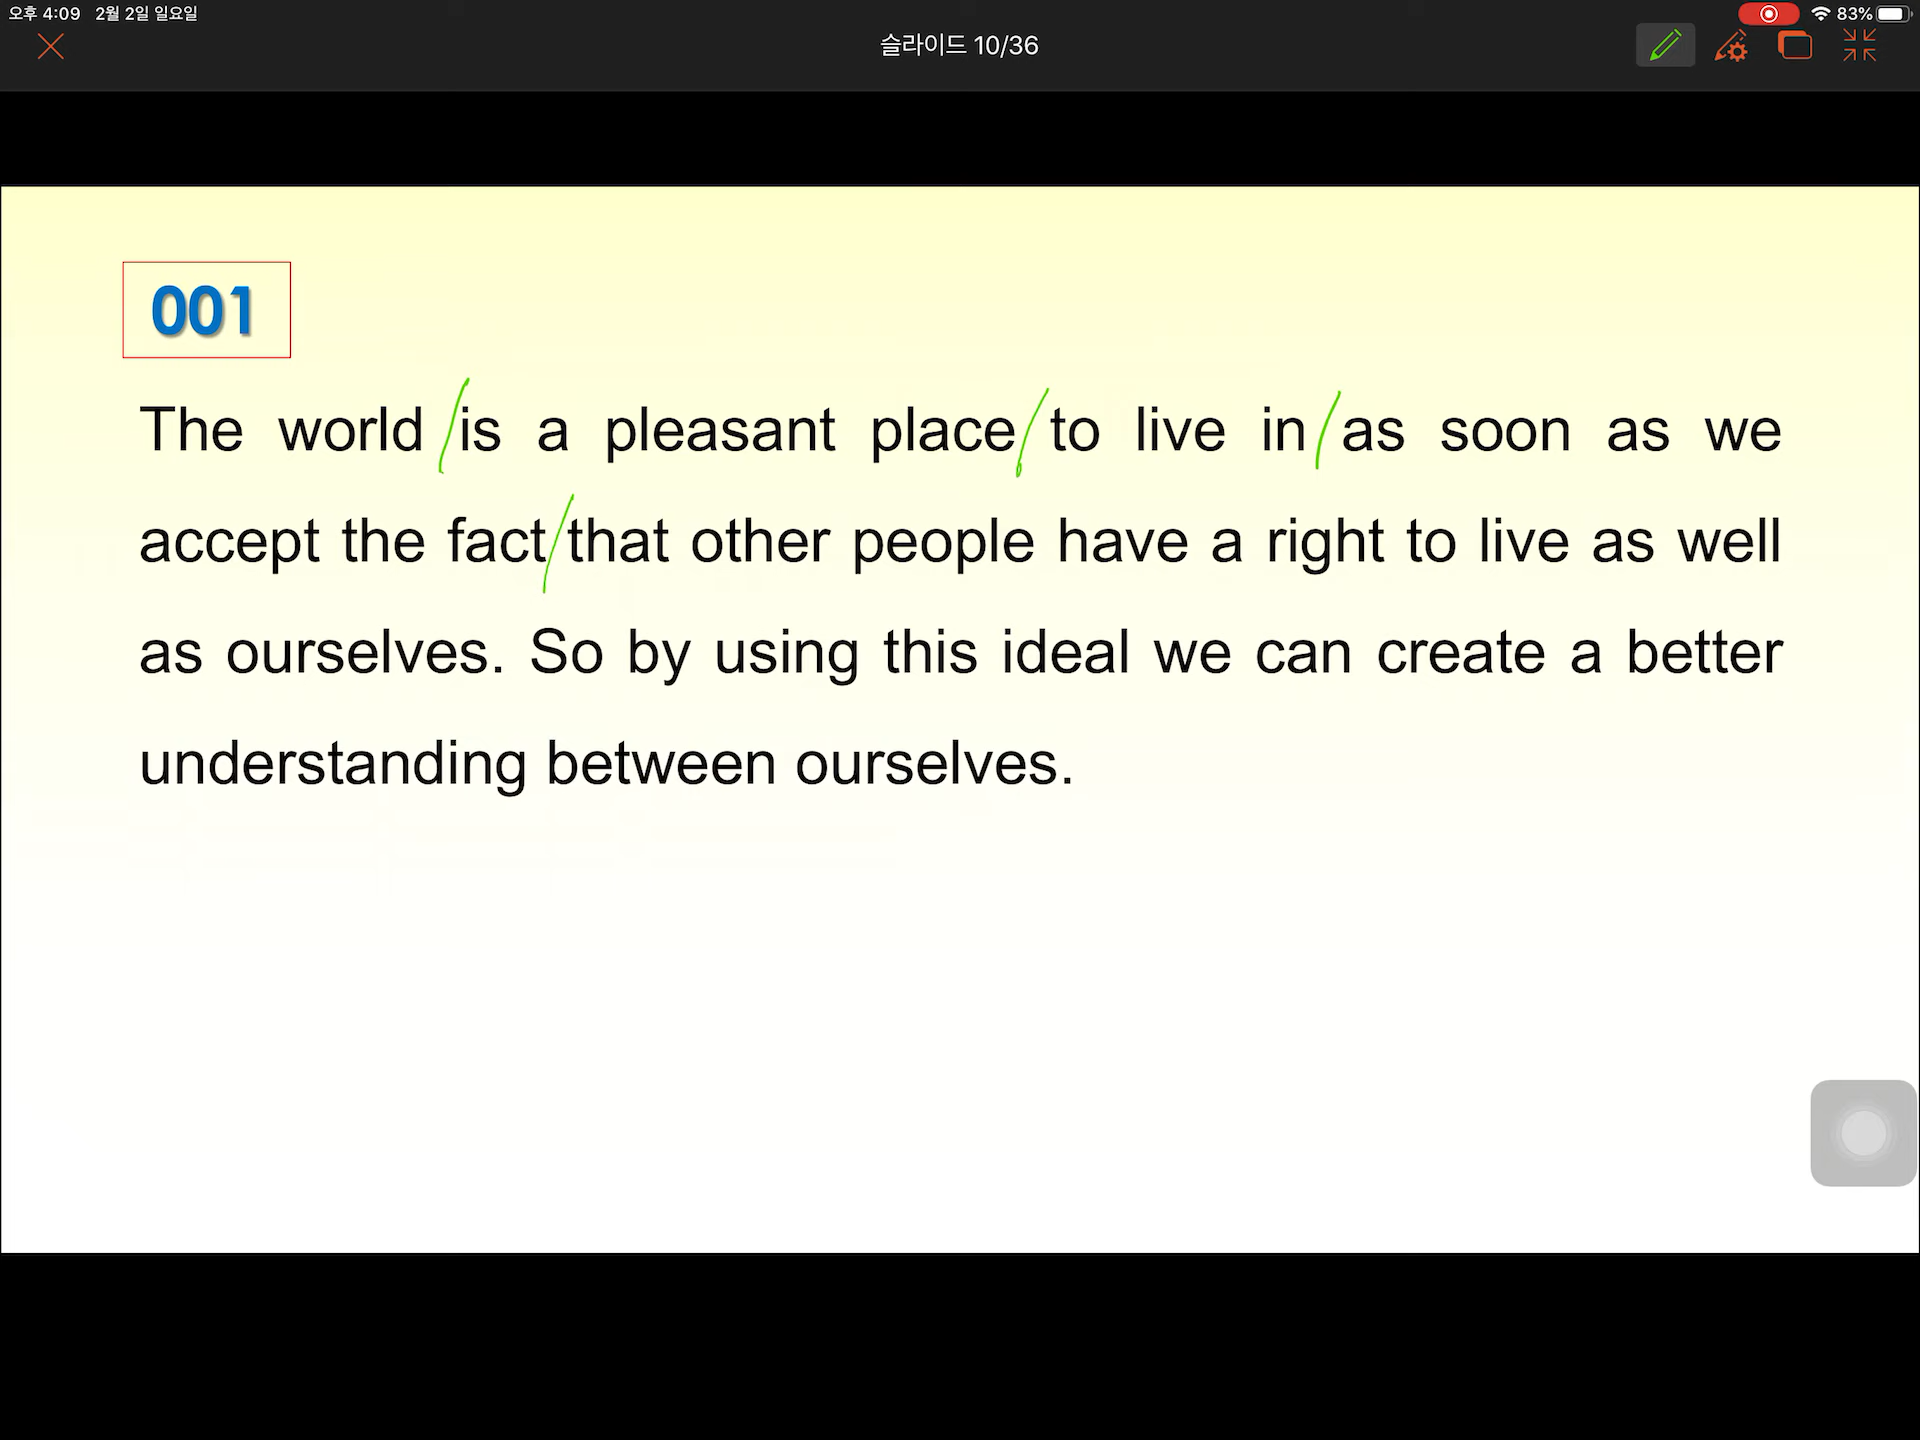 오후 4:09 2월 2일 일요일
83%
슬라이드 10/36
001
The world is a pleasant place to live in as soon as we
accept the fact that other people have a right to live as well
as ourselves. So by using this ideal we can create a better
understanding between ourselves.